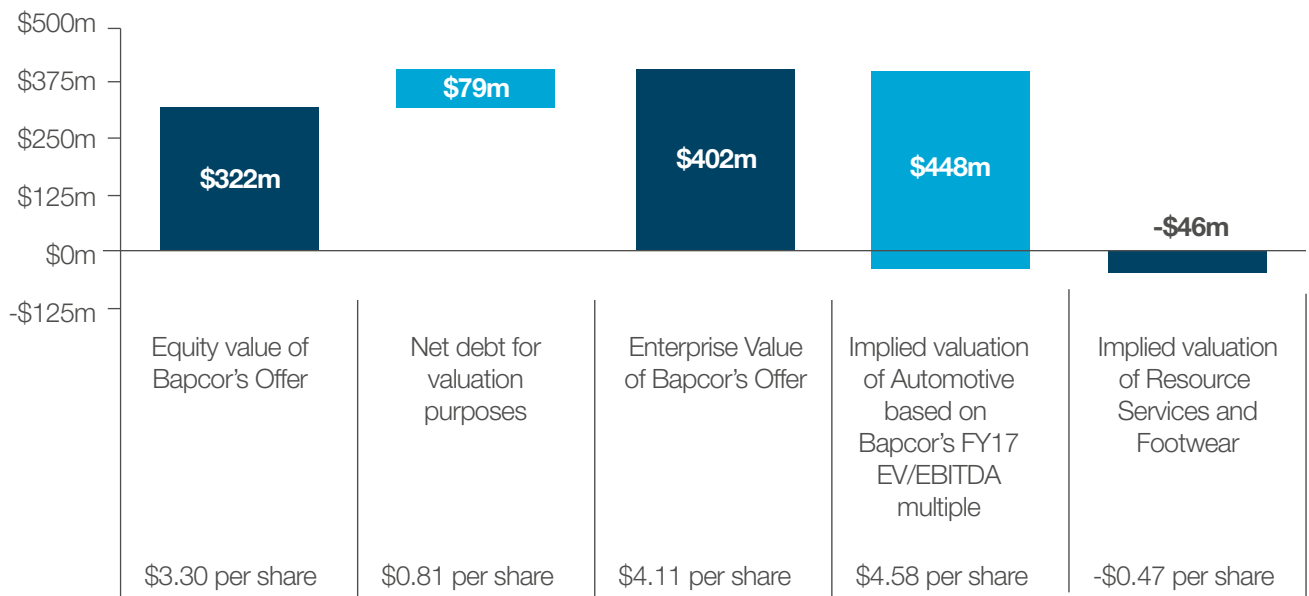 $500m
$375m
$250m
$125m
$0m
-$125m
$322m
$79m
$402m
$448m
-$46m
Equity value of
Bapcor’s Offer
$3.30 per share
Net debt for
valuation
purposes
$0.81 per share
Enterprise Value
of Bapcor’s Offer
$4.11 per share
Implied valuation
of Automotive
based on
Bapcor’s FY17
EV/EBITDA
multiple
$4.58 per share
Implied valuation
of Resource
Services and
Footwear
-$0.47 per share